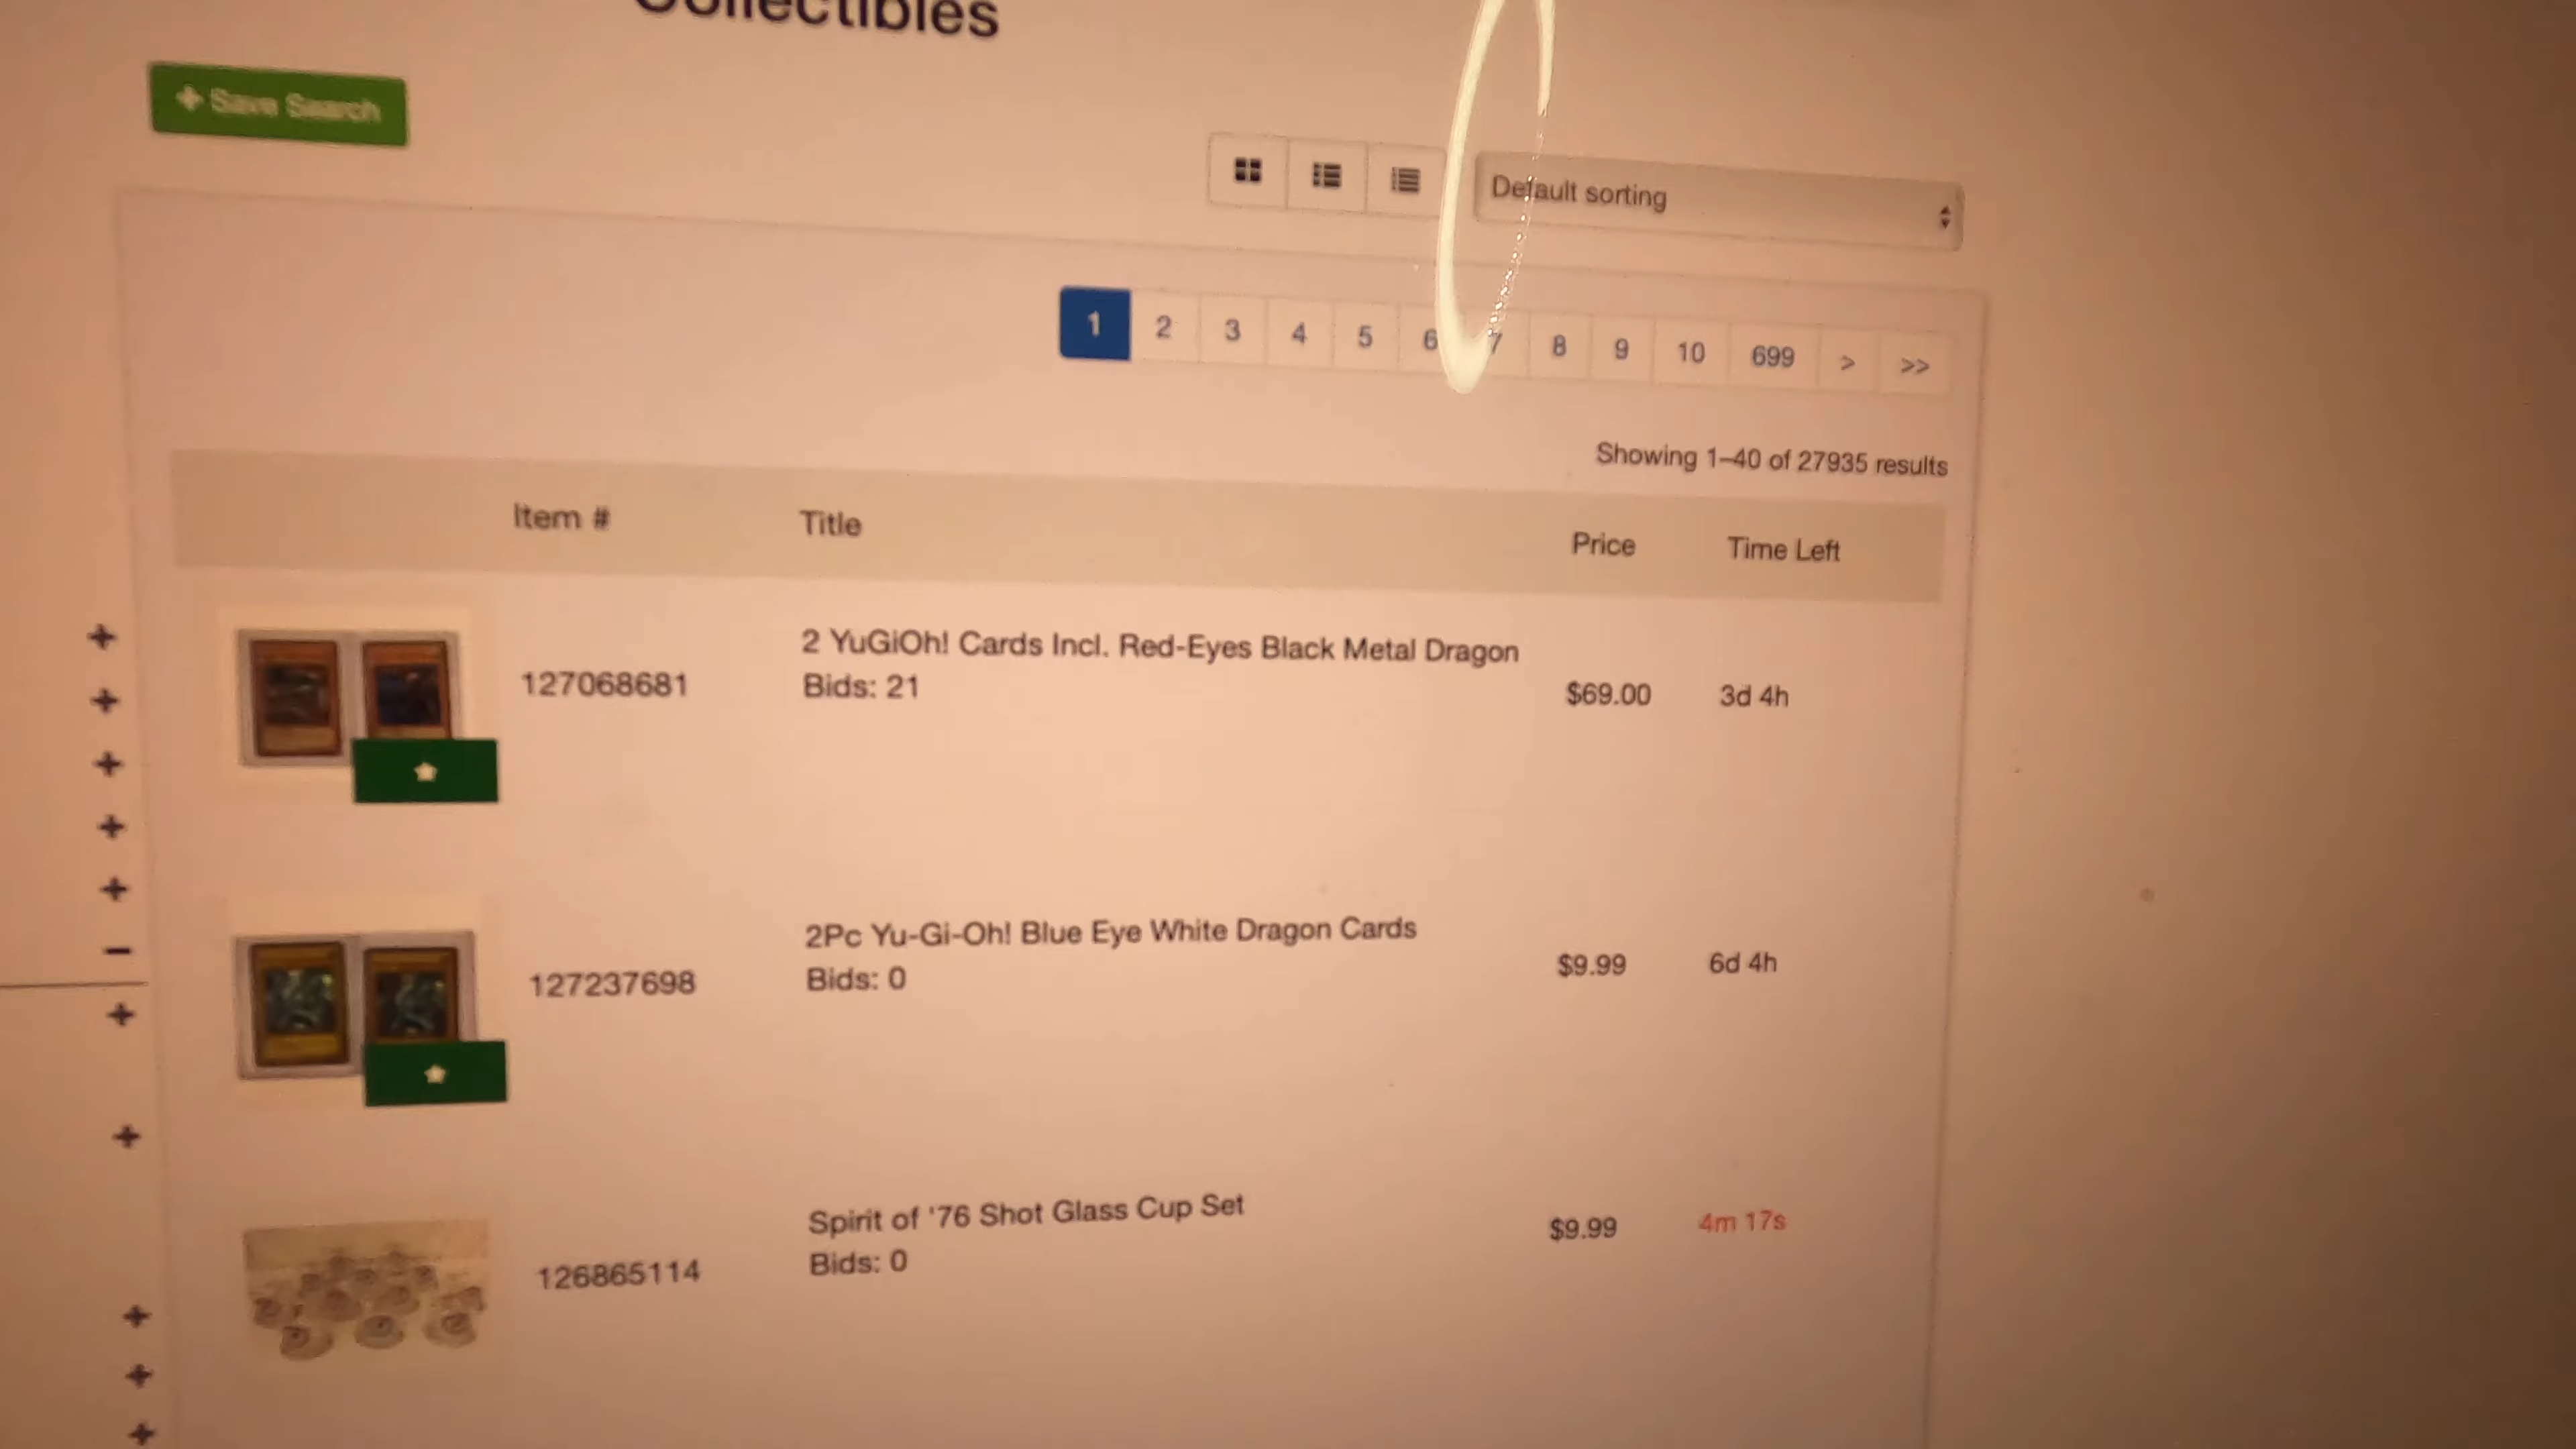 Collectibles
+ Save Search
Default sorting
1 2 3 4 5 6 7 8 9 10 699 > >>
Showing 1–40 of 27935 results
Item # Title Price Time Left
2 YuGiOh! Cards Incl. Red-Eyes Black Metal Dragon
127068681 Bids: 21 $69.00 3d 4h
2Pc Yu-Gi-Oh! Blue Eye White Dragon Cards
127237698 Bids: 0 $9.99 6d 4h
Spirit of '76 Shot Glass Cup Set
126865114 Bids: 0 $9.99 4m 17s